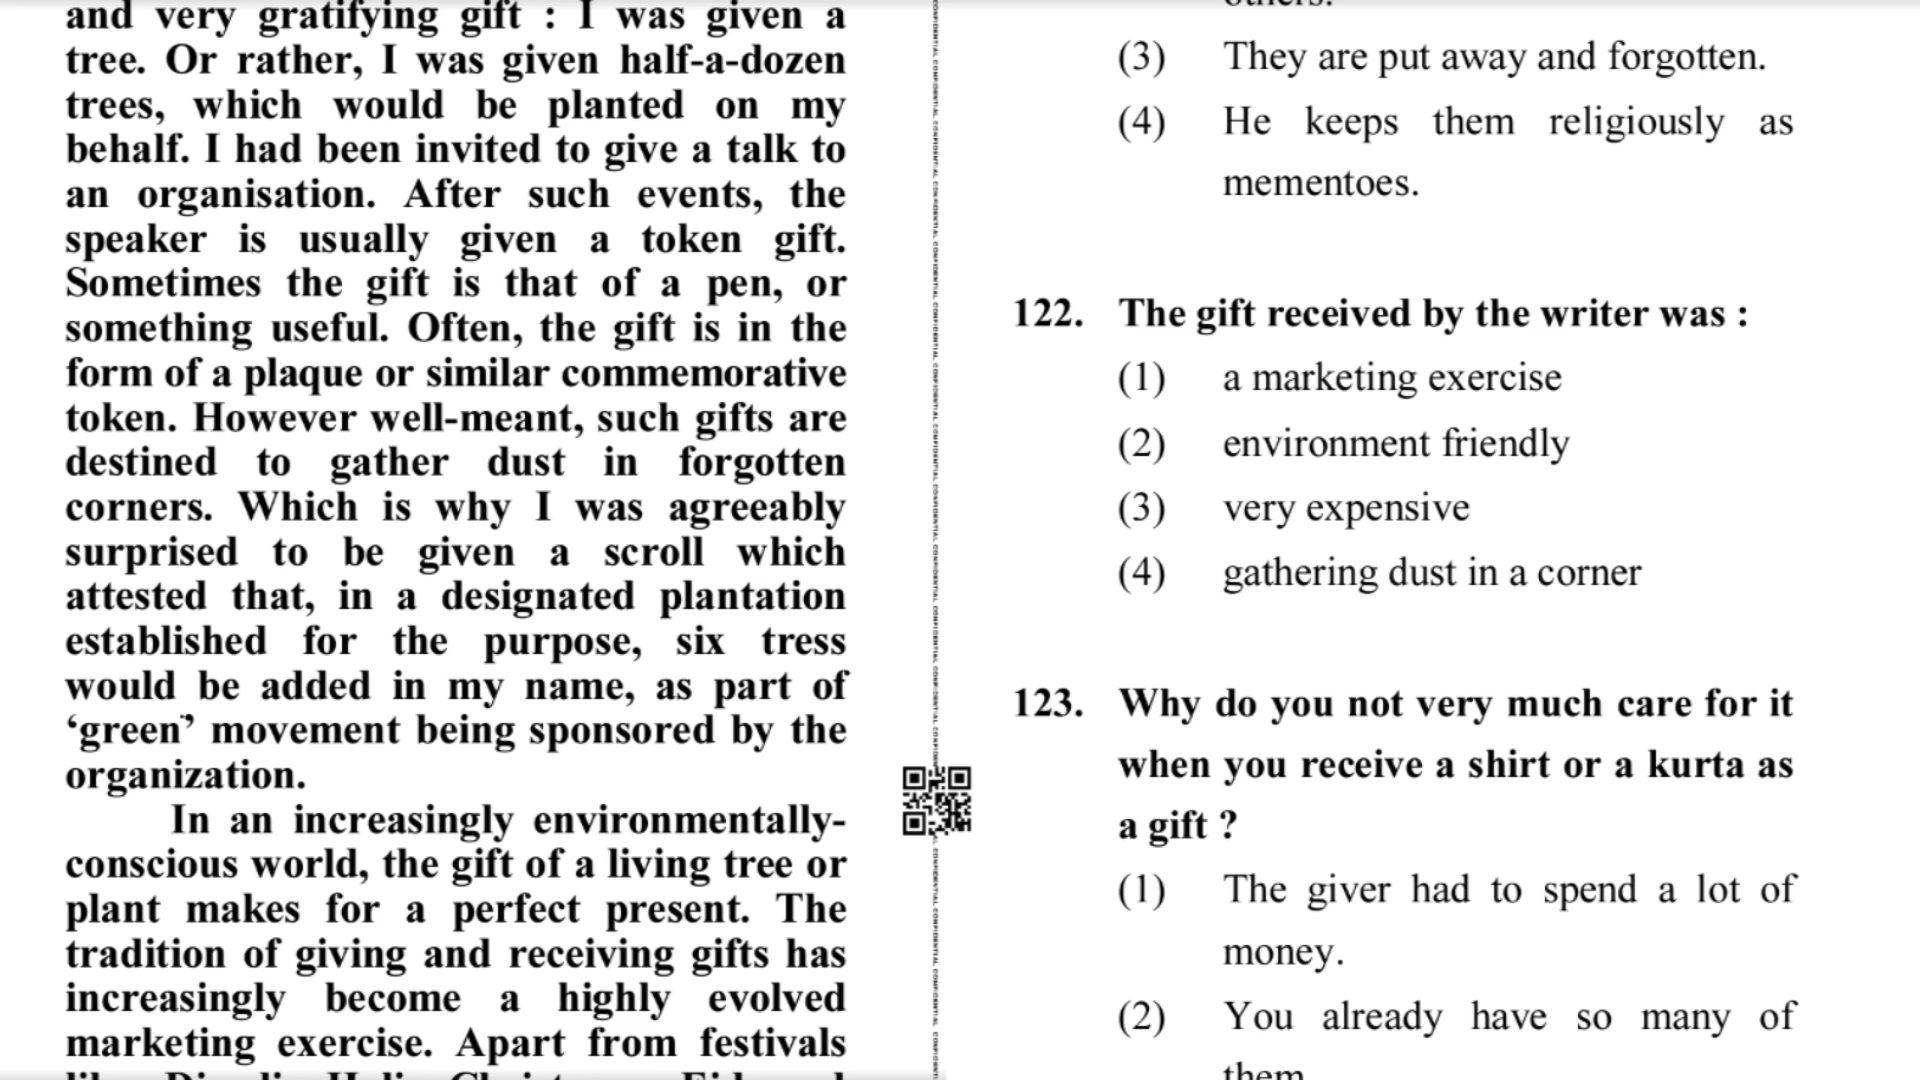 and very gratifying gift : I was given a
tree. Or rather, I was given half-a-dozen
trees, which would be planted on my
behalf. I had been invited to give a talk to
an organisation. After such events, the
speaker is usually given a token gift.
Sometimes the gift is that of a pen, or
something useful. Often, the gift is in the
form of a plaque or similar commemorative
token. However well-meant, such gifts are
destined to gather dust in forgotten
corners. Which is why I was agreeably
surprised to be given a scroll which
attested that, in a designated plantation
established for the purpose, six tress
would be added in my name, as part of
‘green’ movement being sponsored by the
organization.
In an increasingly environmentally-
conscious world, the gift of a living tree or
plant makes for a perfect present. The
tradition of giving and receiving gifts has
increasingly become a highly evolved
marketing exercise. Apart from festivals
others.
(3) They are put away and forgotten.
(4) He keeps them religiously as
mementoes.
122. The gift received by the writer was :
(1) a marketing exercise
(2) environment friendly
(3) very expensive
(4) gathering dust in a corner
123. Why do you not very much care for it
when you receive a shirt or a kurta as
a gift ?
(1) The giver had to spend a lot of
money.
(2) You already have so many of
them